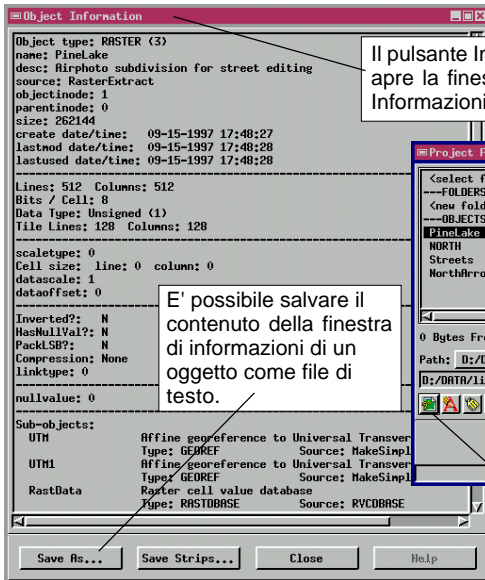 Object Information
Object type: RASTER (3)
name: PineLake
desc: Airphoto subdivision for street editing
source: RasterExtract
objectinode: 1
parentinode: 0
size: 262144
create date/time: 09-15-1997 17:48:27
lastmod date/time: 09-15-1997 17:48:28
lastused date/time: 09-15-1997 17:48:28
Lines: 512 Columns: 512
Bits / Cell: 8
Data Type: Unsigned (1)
Tile Lines: 128 Columns: 128
scaletype: 0
Cell size: line: 0 column: 0
datascale: 1
dataoffset: 0
Inverted?: N
HasNullVal?: N
PackLSB?: N
Compression: None
linktype: 0
nullvalue: 0
Sub-objects:
UTM Affine georeference to Universal Transver
Type: GEOREF Source: MakeSimpl
UTM1 Affine georeference to Universal Transver
Type: GEOREF Source: MakeSimpl
RastData Raster cell value database
Type: RASTDBASE Source: RVCDBASE
Save As... Save Strips... Close Help
Il pulsante In
apre la fines
Informazioni
Project F
<select f
---FOLDERS
<new fold
---OBJECTS
PineLake
NORTH
Streets
NorthArro
0 Bytes Fre
Path: D:/D
D:/DATA/li
E' possibile salvare il
contenuto della finestra
di informazioni di un
oggetto come file di
testo.